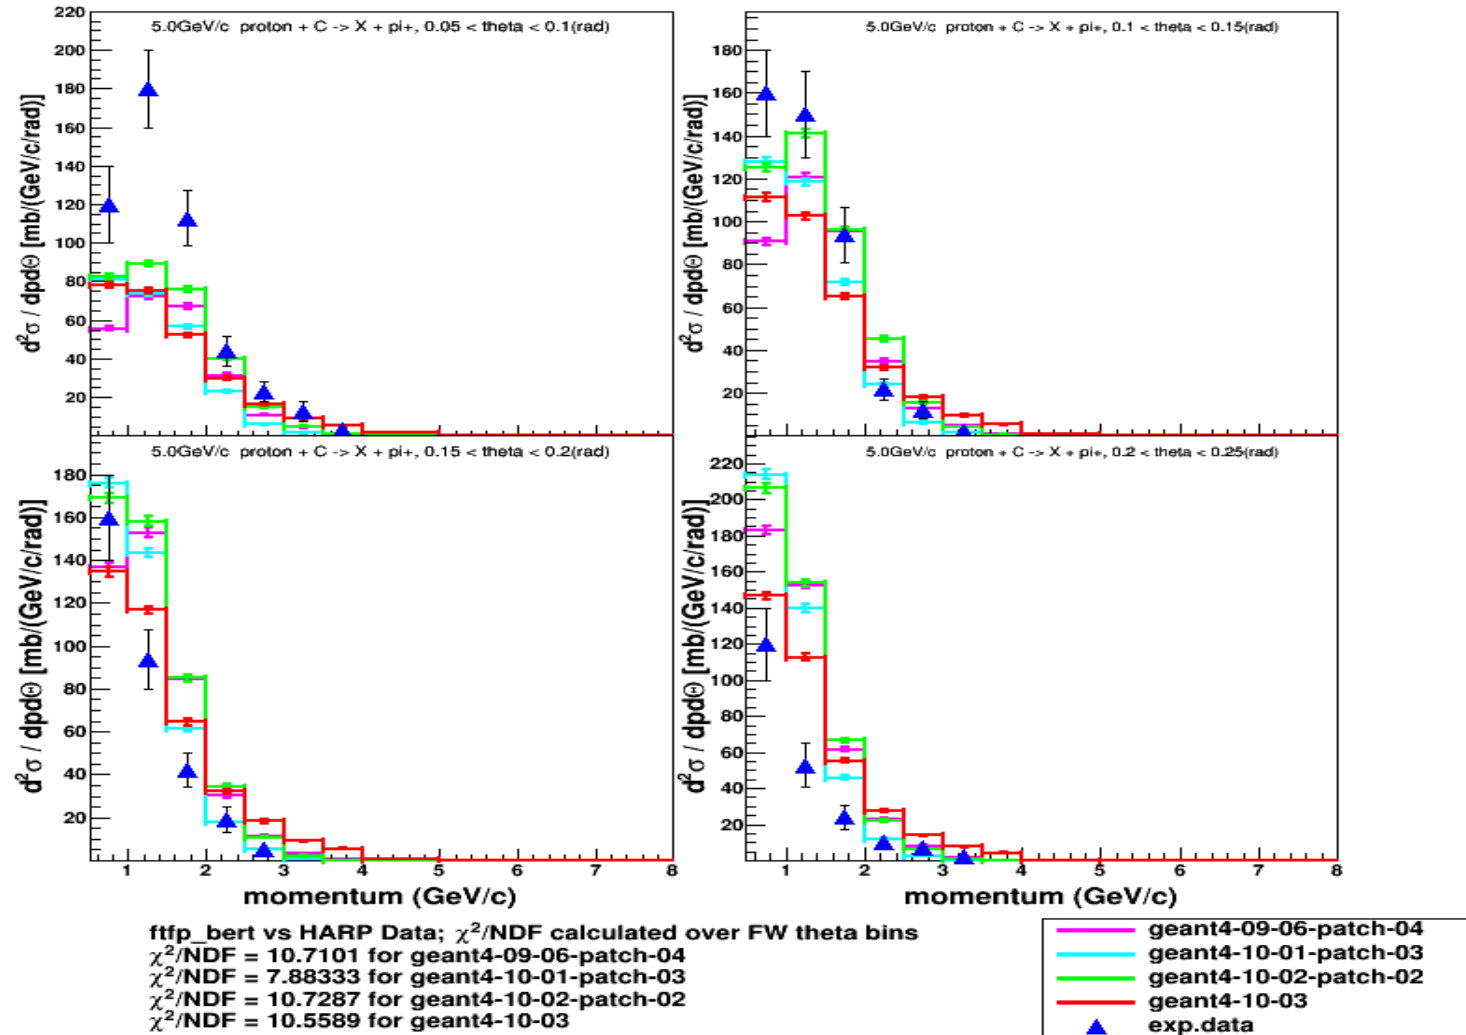 5.0GeV/c proton + C -> X + pi+, 0.05 < theta < 0.1(rad)
d²σ / dpdΘ [mb/(GeV/c/rad)]
220
200
180
160
140
120
100
80
60
40
20
5.0GeV/c proton + C -> X + pi+, 0.1 < theta < 0.15(rad)
d²σ / dpdΘ [mb/(GeV/c/rad)]
180
160
140
120
100
80
60
40
20
5.0GeV/c proton + C -> X + pi+, 0.15 < theta < 0.2(rad)
d²σ / dpdΘ [mb/(GeV/c/rad)]
180
160
140
120
100
80
60
40
20
1 2 3 4 5 6 7 8
momentum (GeV/c)
5.0GeV/c proton + C -> X + pi+, 0.2 < theta < 0.25(rad)
d²σ / dpdΘ [mb/(GeV/c/rad)]
220
200
180
160
140
120
100
80
60
40
20
1 2 3 4 5 6 7 8
momentum (GeV/c)
ftfp_bert vs HARP Data; χ²/NDF calculated over FW theta bins
χ²/NDF = 10.7101 for geant4-09-06-patch-04
χ²/NDF = 7.88333 for geant4-10-01-patch-03
χ²/NDF = 10.7287 for geant4-10-02-patch-02
χ²/NDF = 10.5589 for geant4-10-03
geant4-09-06-patch-04
geant4-10-01-patch-03
geant4-10-02-patch-02
geant4-10-03
exp.data